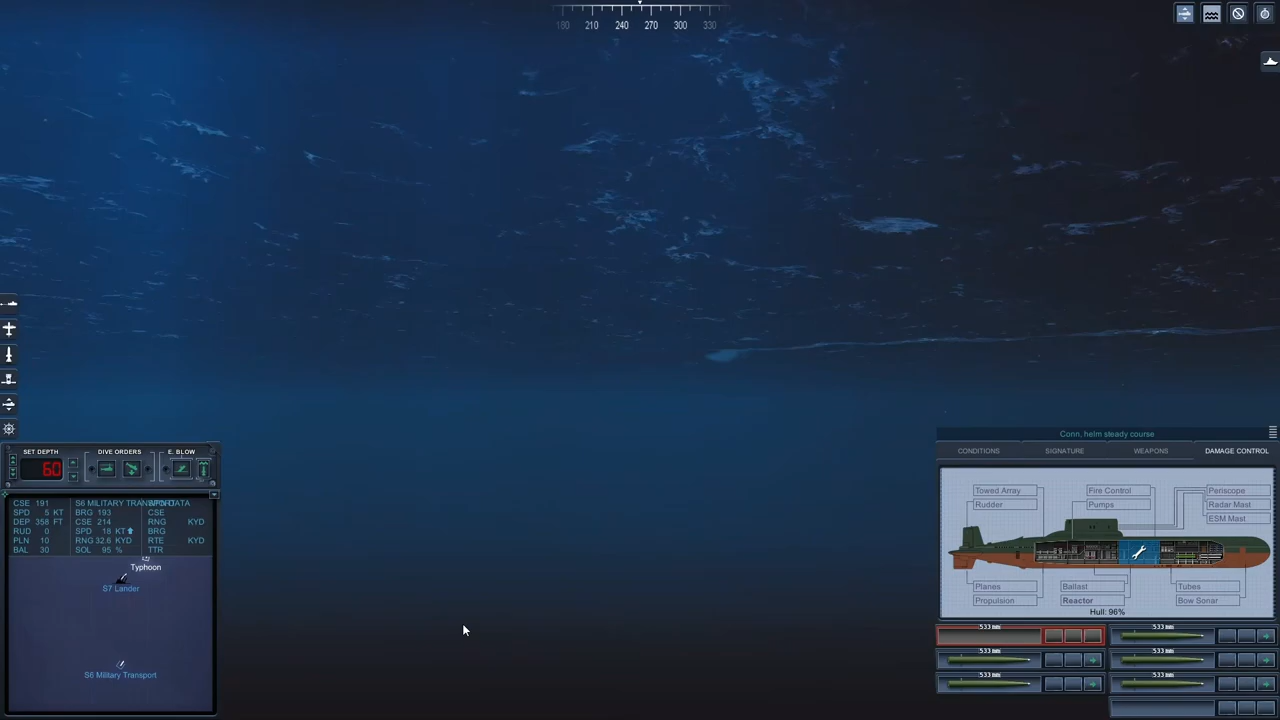 180 210 240 270 300 330
SET DEPTH DIVE ORDERS E. BLOW
60
CSE 191
SPD 5 KT
DEP 358 FT
RUD 0
PLN 10
BAL 30
S6 MILITARY TRANSPORT
BRG 193
CSE 214
SPD 18 KT
RNG 32.6 KYD
SOL 95 %
CSE
RNG KYD
BRG
RTE KYD
TTR
Typhoon
S7 Lander
S6 Military Transport
Conn, helm steady course
CONDITIONS SIGNATURE WEAPONS DAMAGE CONTROL
Towed Array Fire Control Periscope
Rudder Pumps Radar Mast
ESM Mast
Planes Ballast Tubes
Propulsion Reactor Bow Sonar
Hull: 96%
533 mm 533 mm
533 mm 533 mm
533 mm 533 mm